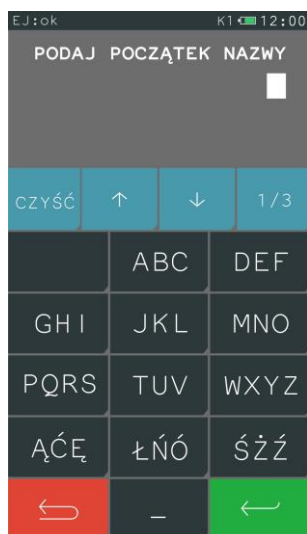 EJ:ok K1 12:00
PODAJ POCZĄTEK NAZWY
CZYŚĆ ↑ ↓ 1/3
ABC DEF
GHI JKL MNO
PQRS TUV WXYZ
ĄĆĘ ŁŃÓ ŚŻŹ
_